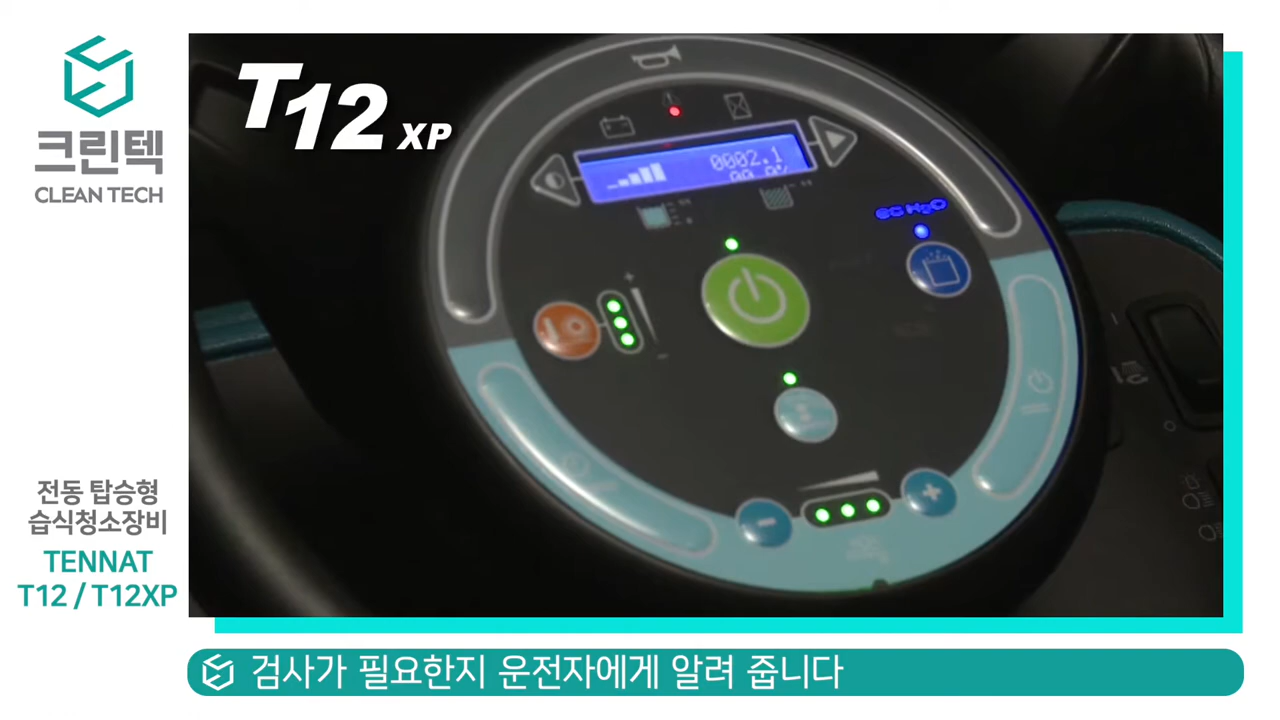 크린텍
CLEAN TECH
T12 XP
0002.1
ec H2O
전동 탑승형
습식청소장비
TENNAT
T12 / T12XP
검사가 필요한지 운전자에게 알려 줍니다